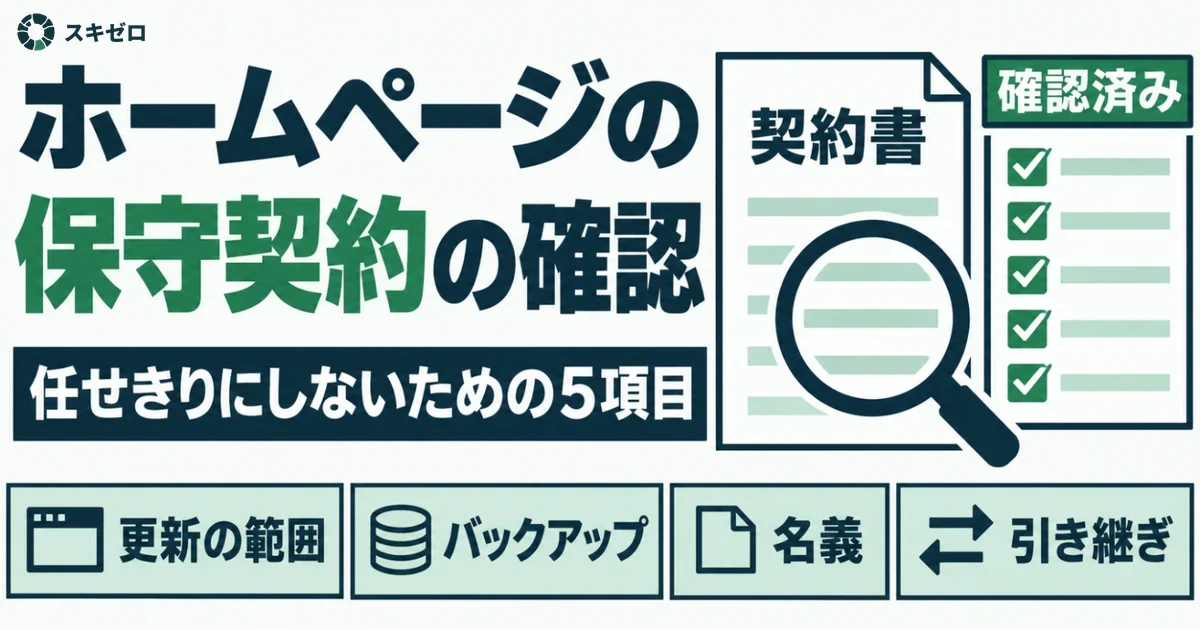 スキゼロ
ホームページの
保守契約の確認
任せきりにしないための5項目
契約書
確認済み
更新の範囲
バックアップ
名義
引き継ぎ